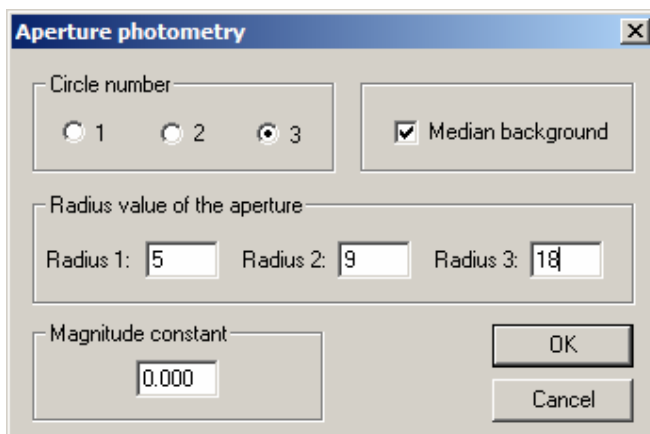 Aperture photometry
Circle number
1 2 3
Median background
Radius value of the aperture
Radius 1: 5 Radius 2: 9 Radius 3: 18
Magnitude constant
0.000
OK
Cancel